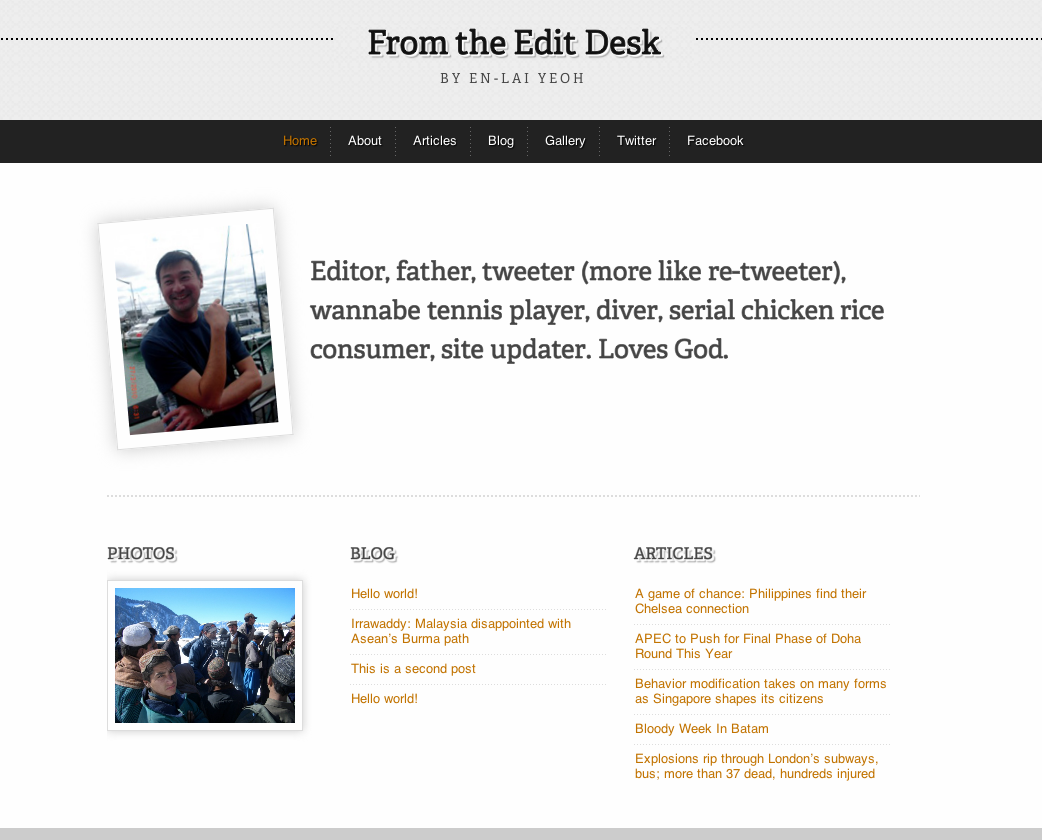 From the Edit Desk
BY EN-LAI YEOH
Home About Articles Blog Gallery Twitter Facebook
Editor, father, tweeter (more like re-tweeter),
wannabe tennis player, diver, serial chicken rice
consumer, site updater. Loves God.
PHOTOS
BLOG
Hello world!
Irrawaddy: Malaysia disappointed with
Asean’s Burma path
This is a second post
Hello world!
ARTICLES
A game of chance: Philippines find their
Chelsea connection
APEC to Push for Final Phase of Doha
Round This Year
Behavior modification takes on many forms
as Singapore shapes its citizens
Bloody Week In Batam
Explosions rip through London’s subways,
bus; more than 37 dead, hundreds injured